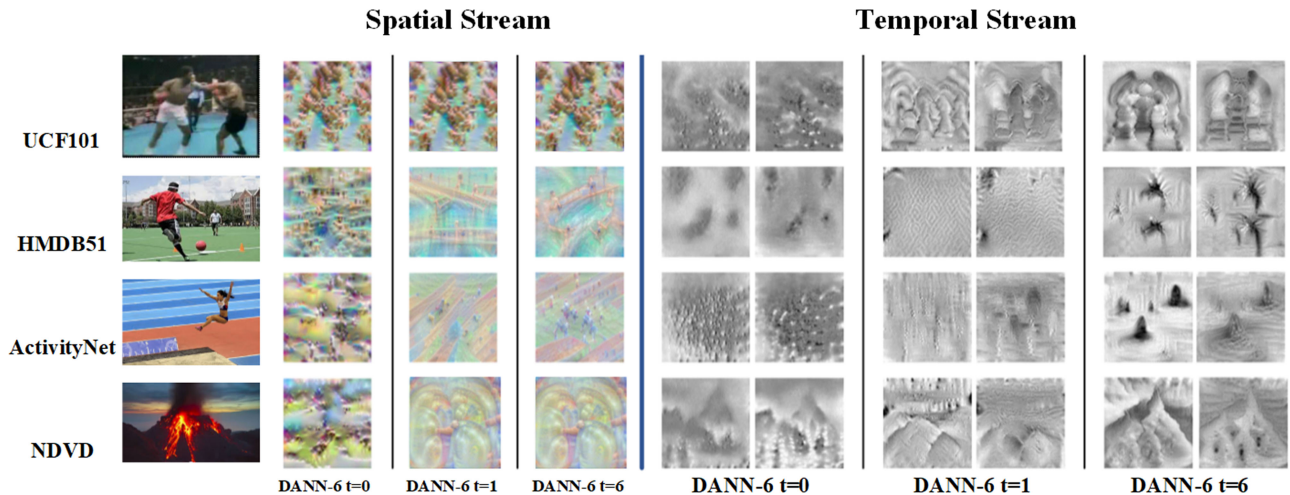 Spatial Stream
Temporal Stream
UCF101
HMDB51
ActivityNet
NDVD
DANN-6 t=0
DANN-6 t=1
DANN-6 t=6
DANN-6 t=0
DANN-6 t=1
DANN-6 t=6